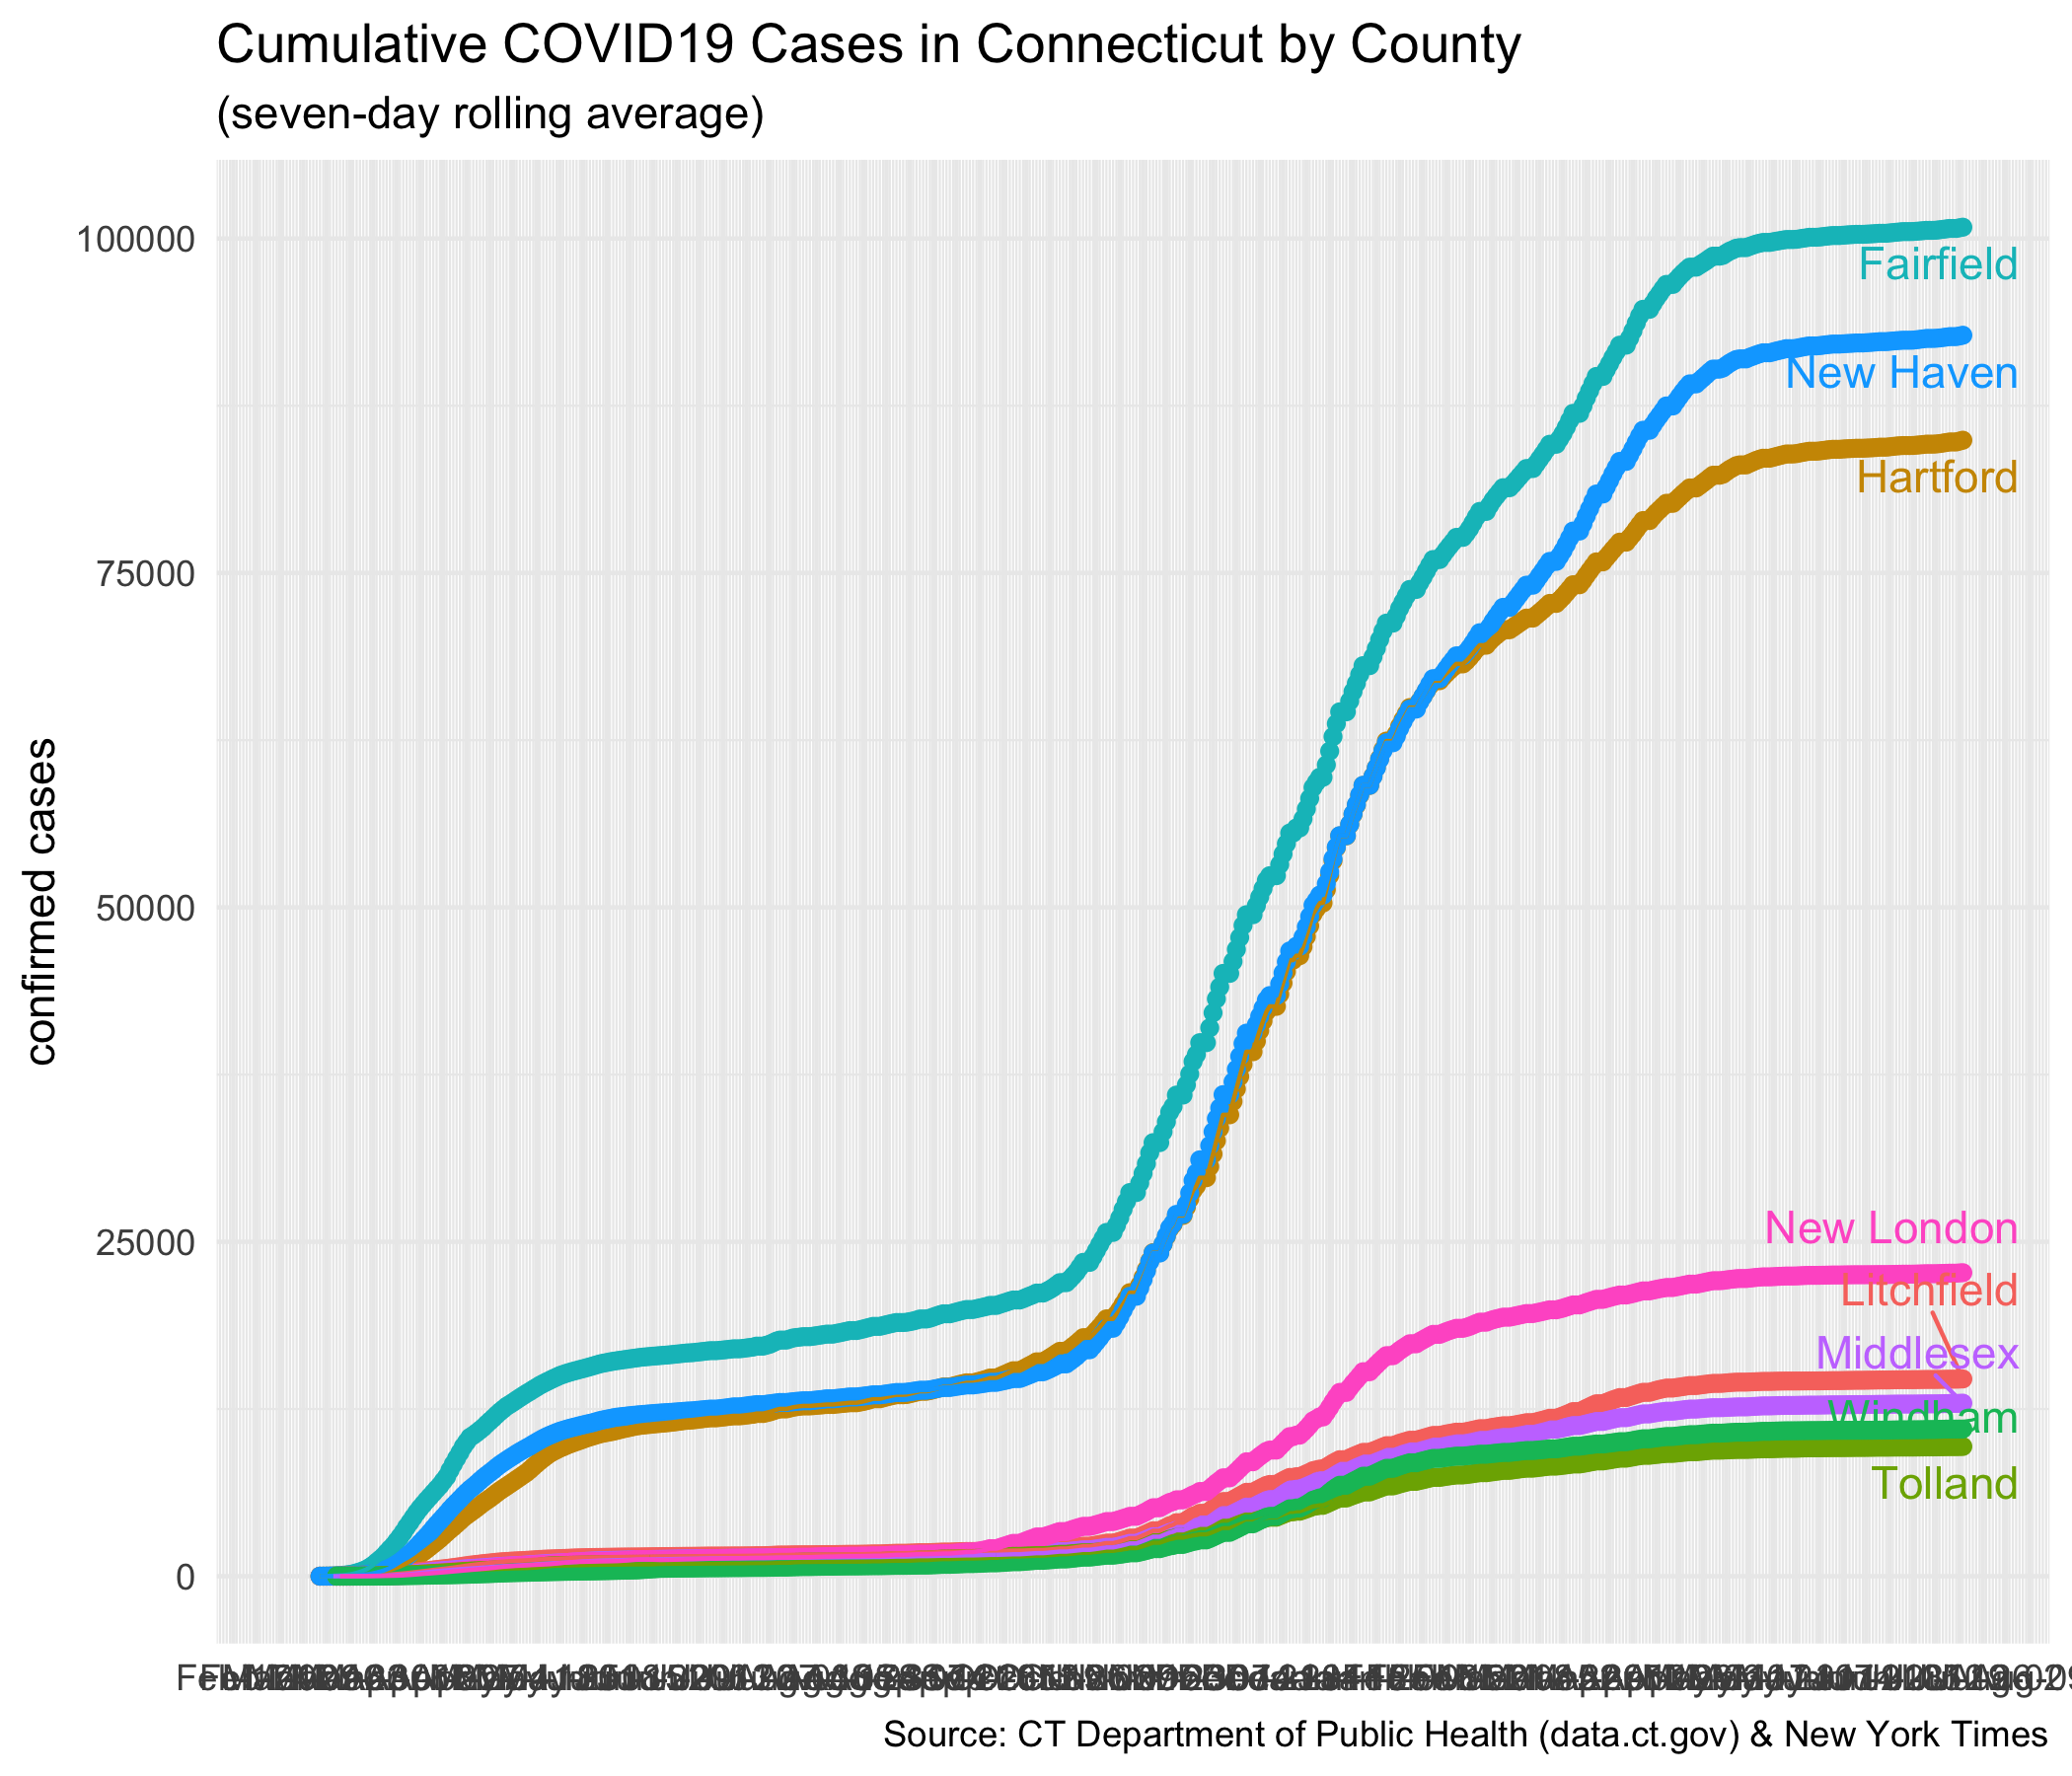 Cumulative COVID19 Cases in Connecticut by County
(seven-day rolling average)
100000
75000
50000
25000
0
confirmed cases
Fairfield
New Haven
Hartford
New London
Litchfield
Middlesex
Windham
Tolland
Source: CT Department of Public Health (data.ct.gov) & New York Times